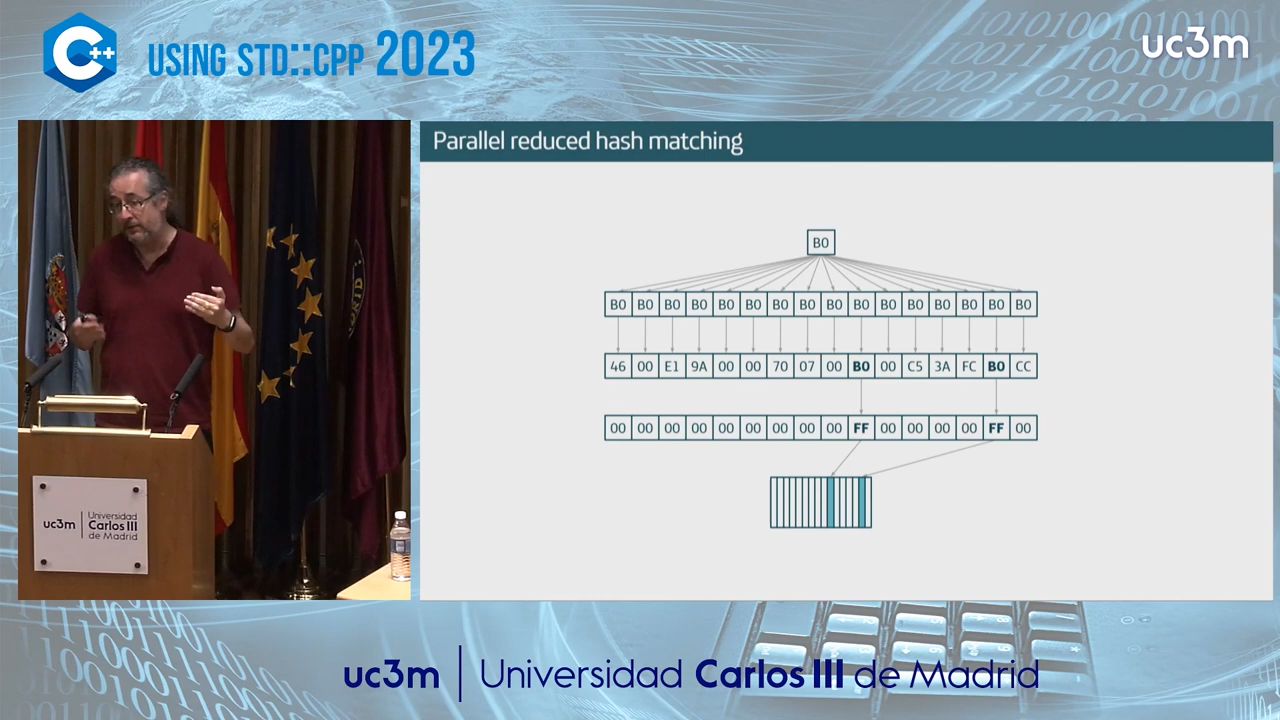 C++ USING STD::CPP 2023
uc3m
Parallel reduced hash matching
B0
B0 B0 B0 B0 B0 B0 B0 B0 B0 B0 B0 B0 B0 B0 B0 B0
46 00 E1 9A 00 00 70 07 00 B0 00 C5 3A FC B0 CC
00 00 00 00 00 00 00 00 00 FF 00 00 00 00 FF 00
uc3m
Universidad
Carlos III
de Madrid
uc3m Universidad Carlos III de Madrid